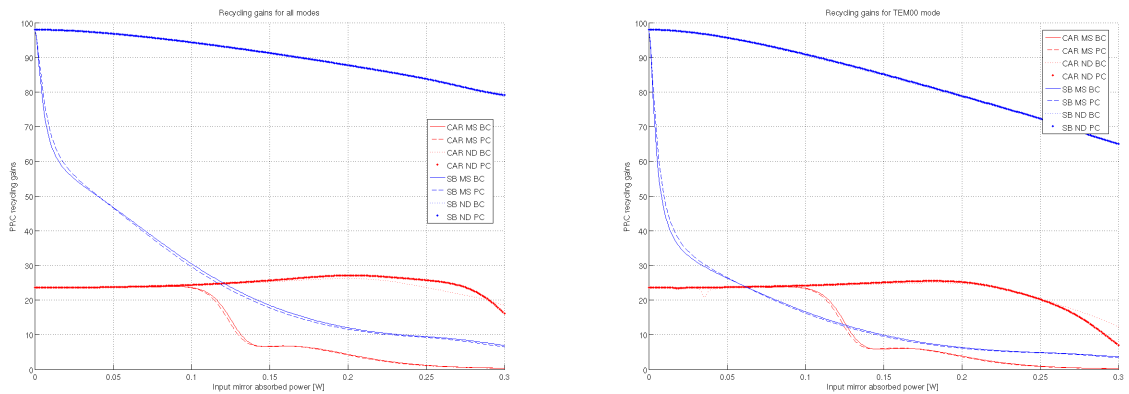 Recycling gains for all modes
PRC recycling gains
100
90
80
70
60
50
40
30
20
10
0
0
0.05
0.1
0.15
0.2
0.25
0.3
Input mirror absorbed power [W]
CAR MS BC
CAR MS PC
CAR ND BC
CAR ND PC
SB MS BC
SB MS PC
SB ND BC
SB ND PC
Recycling gains for TEM00 mode
PRC recycling gains
100
90
80
70
60
50
40
30
20
10
0
0
0.05
0.1
0.15
0.2
0.25
0.3
Input mirror absorbed power [W]
CAR MS BC
CAR MS PC
CAR ND BC
CAR ND PC
SB MS BC
SB MS PC
SB ND BC
SB ND PC